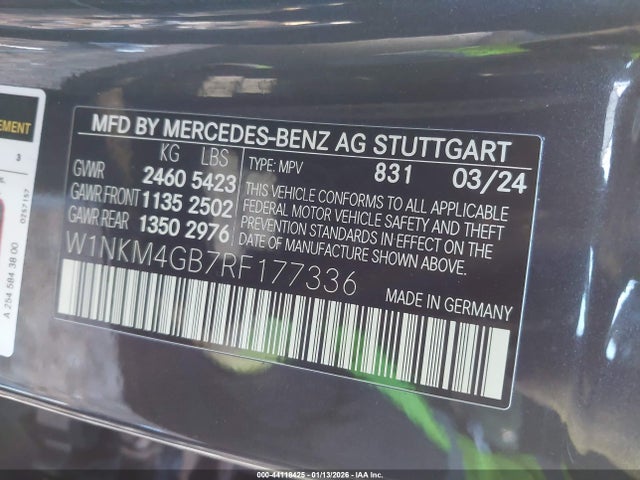 MFD BY MERCEDES-BENZ AG STUTTGART
KG LBS
GVWR 2460 5423
GAWR FRONT 1135 2502
GAWR REAR 1350 2976
TYPE: MPV 831 03/24
THIS VEHICLE CONFORMS TO ALL APPLICABLE
FEDERAL MOTOR VEHICLE SAFETY AND THEFT
PREVENTION STANDARDS IN EFFECT ON THE
DATE OF MANUFACTURE SHOWN ABOVE.
W1NKM4GB7RF177336
MADE IN GERMANY
EMENT
3
0257157
A 254 584 38 00
000-44118425 - 01/13/2026 - © Copyright IAA, Inc.